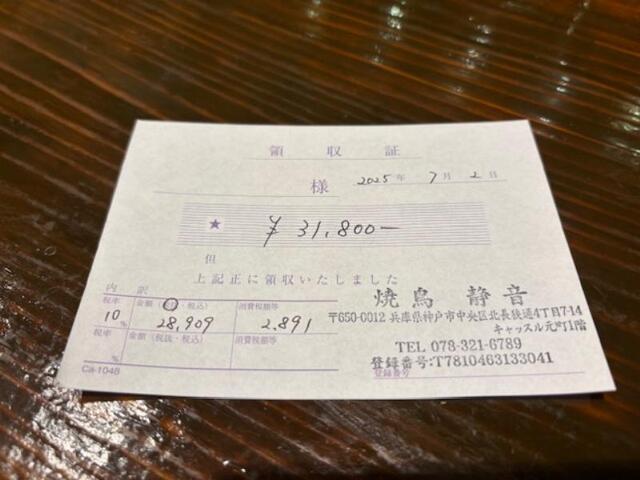 領収証
様 2025年 7月 2日
★ ¥31,800-
但
上記正に領収いたしました
内訳
税率 金額(税抜・税込) 消費税額等
10% 28,909 2,891
税率 金額(税抜・税込) 消費税額等
%
Ca-1048
焼鳥 静音
〒650-0012 兵庫県神戸市中央区北長狭通4丁目7-14
キャッスル元町1階
TEL 078-321-6789
登録番号:T7810463133041
登録番号